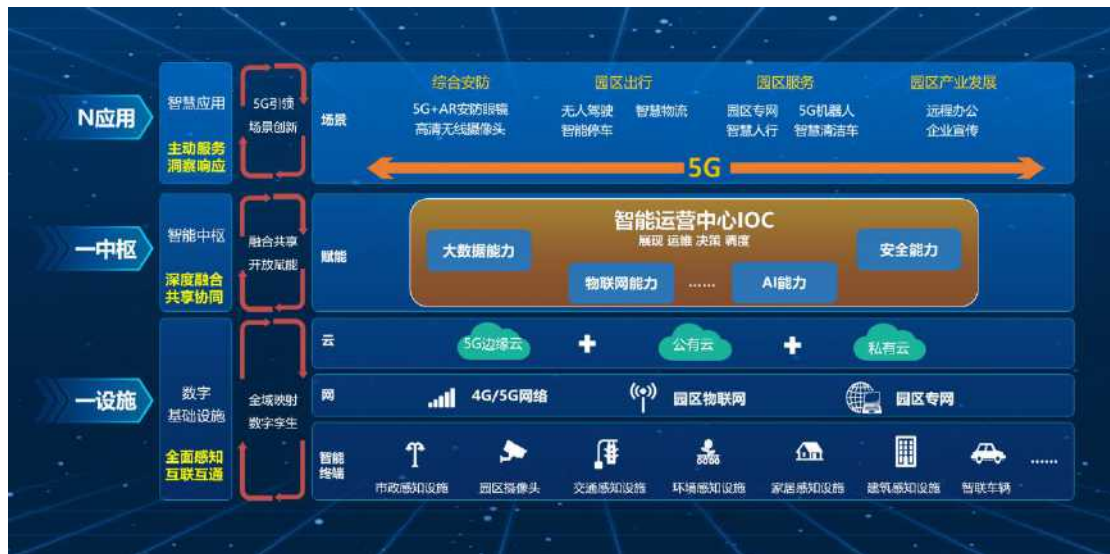 N应用
智慧应用
主动服务
洞察响应
5G引领
场景创新
场景
综合安防
5G+AR安防眼镜
高清无线摄像头
园区出行
无人驾驶 智慧物流
智能停车
园区服务
园区专网 5G机器人
智慧人行 智慧清洁车
园区产业发展
远程办公
企业宣传
5G
一中枢
智能中枢
深度融合
共享协同
融合共享
开放赋能
赋能
智能运营中心IOC
展现 运维 决策 调度
大数据能力
物联网能力
……
AI能力
安全能力
一设施
数字
基础设施
全面感知
互联互通
全域映射
数字孪生
云
5G边缘云
+
公有云
+
私有云
网
4G/5G网络
园区物联网
园区专网
智能
终端
市政感知设施
园区摄像头
交通感知设施
环境感知设施
家居感知设施
建筑感知设施
智联车辆
……